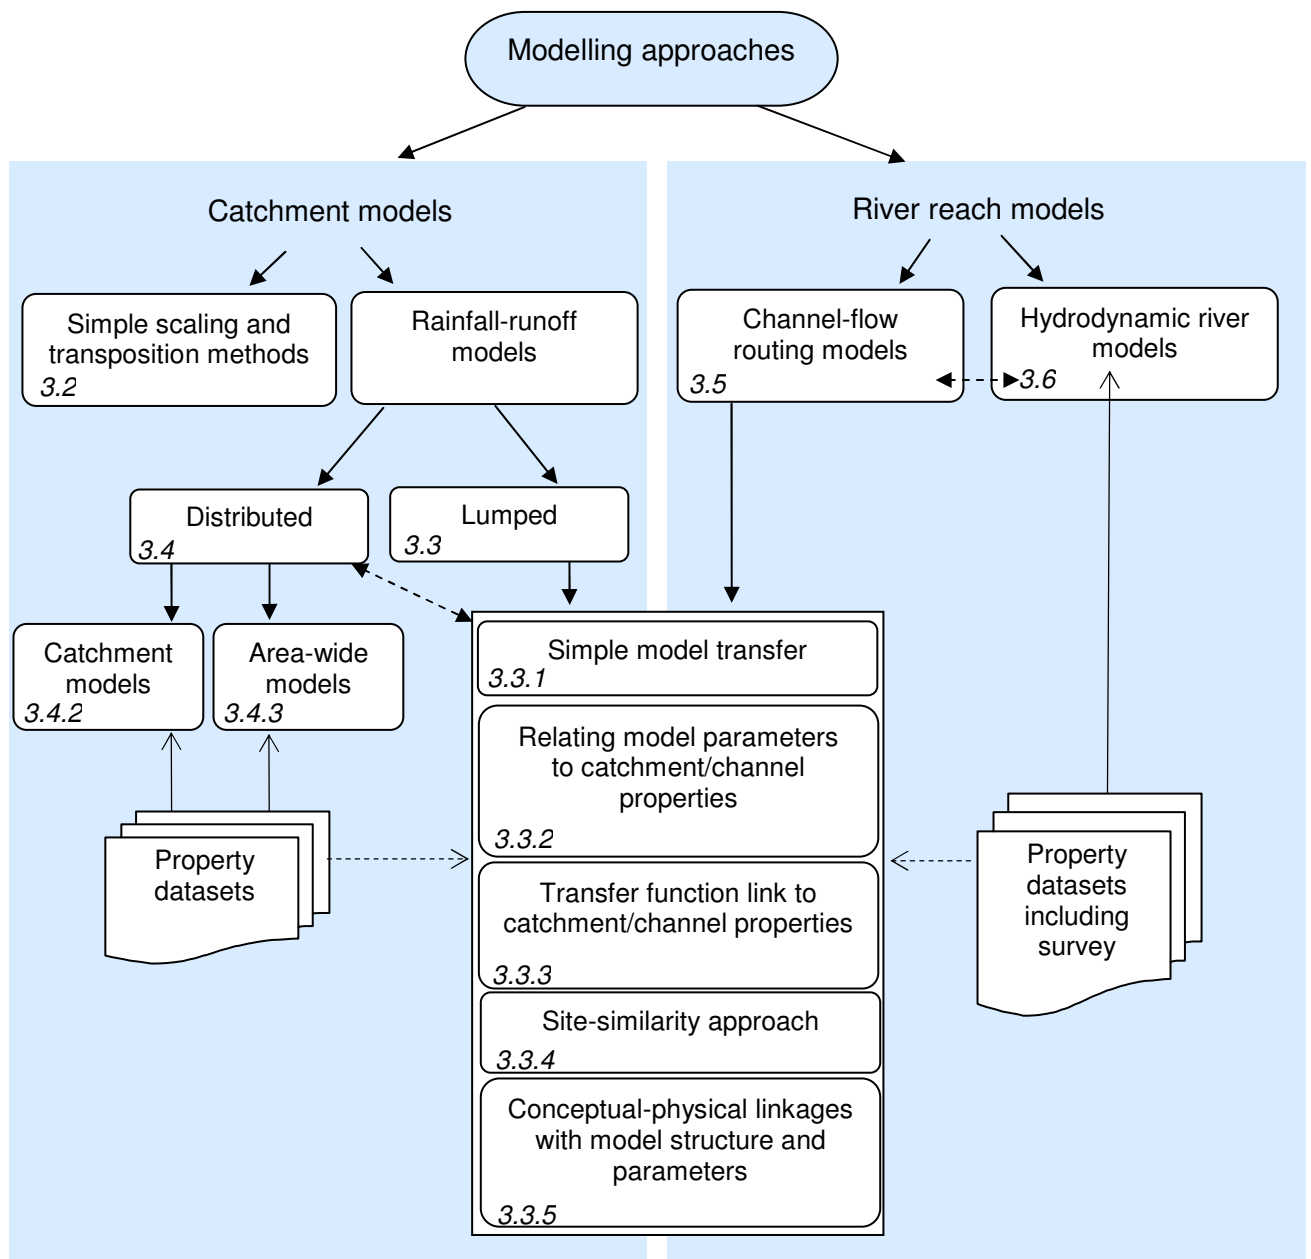 Modelling approaches
Catchment models
River reach models
Simple scaling and
transposition methods
3.2
Rainfall-runoff
models
Channel-flow
routing models
3.5
Hydrodynamic river
models
3.6
Distributed
3.4
Lumped
3.3
Catchment
models
3.4.2
Area-wide
models
3.4.3
Simple model transfer
3.3.1
Relating model parameters
to catchment/channel
properties
3.3.2
Transfer function link to
catchment/channel properties
3.3.3
Site-similarity approach
3.3.4
Conceptual-physical linkages
with model structure and
parameters
3.3.5
Property
datasets
Property
datasets
including
survey